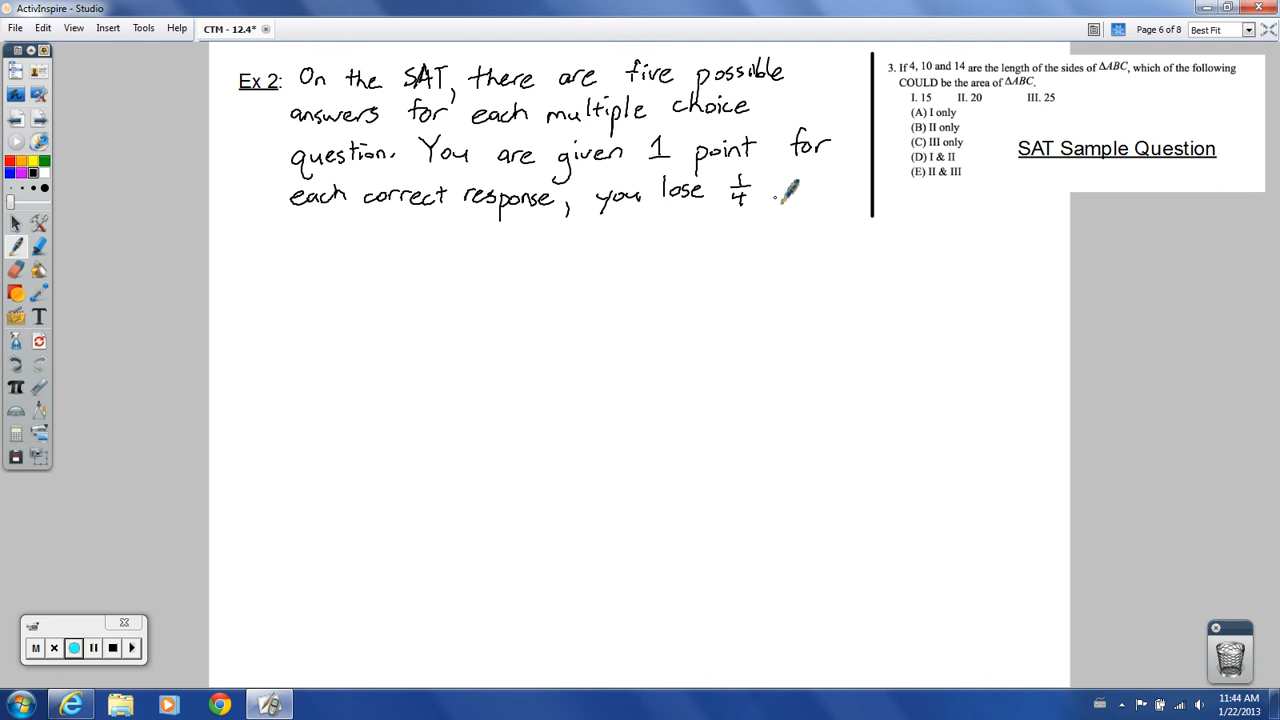 ActivInspire - Studio
File Edit View Insert Tools Help
CTM - 12.4*
Page 6 of 8
Best Fit
Ex 2: On the SAT, there are five possible
answers for each multiple choice
question. You are given 1 point for
each correct response, you lose 1/4
3. If 4, 10 and 14 are the length of the sides of ΔABC, which of the following
COULD be the area of ΔABC.
I. 15 II. 20 III. 25
(A) I only
(B) II only
(C) III only
(D) I & II
(E) II & III
SAT Sample Question
M
11:44 AM
1/22/2013